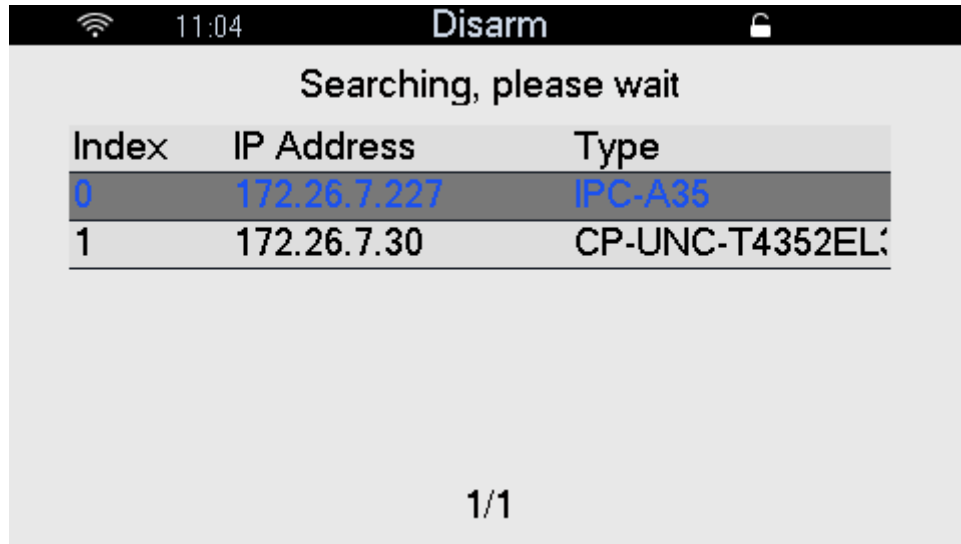 11:04 Disarm
Searching, please wait
Index IP Address Type
0 172.26.7.227 IPC-A35
1 172.26.7.30
1/1